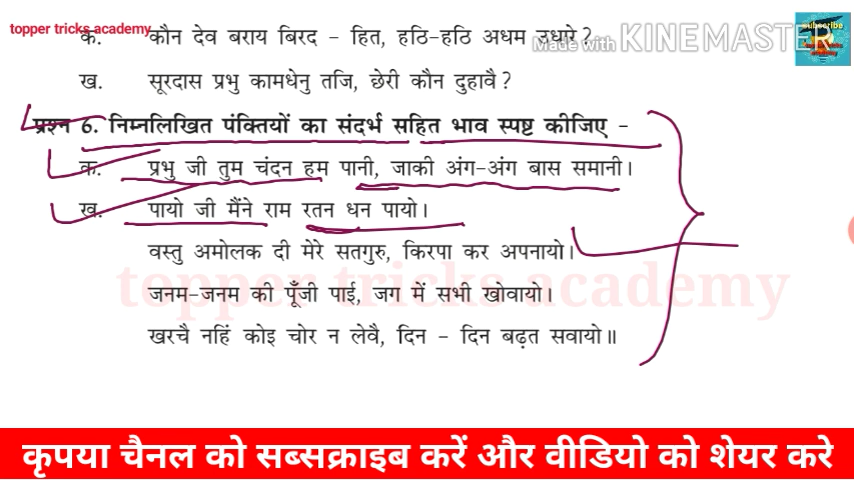 topper tricks academy
क. कौन देव बराय बिरद - हित, हठि-हठि अधम उधारे ?
Made with KINEMASTER
ख. सूरदास प्रभु कामधेनु तजि, छेरी कौन दुहावै ?
प्रश्न 6. निम्नलिखित पंक्तियों का संदर्भ सहित भाव स्पष्ट कीजिए -
क. प्रभु जी तुम चंदन हम पानी, जाकी अंग-अंग बास समानी।
ख. पायो जी मैंने राम रतन धन पायो।
वस्तु अमोलक दी मेरे सतगुरु, किरपा कर अपनायो।
topper tricks academy
जनम-जनम की पूँजी पाई, जग में सभी खोवायो।
खरचै नहिं कोइ चोर न लेवै, दिन - दिन बढ़त सवायो॥
कृपया चैनल को सब्सक्राइब करें और वीडियो को शेयर करे